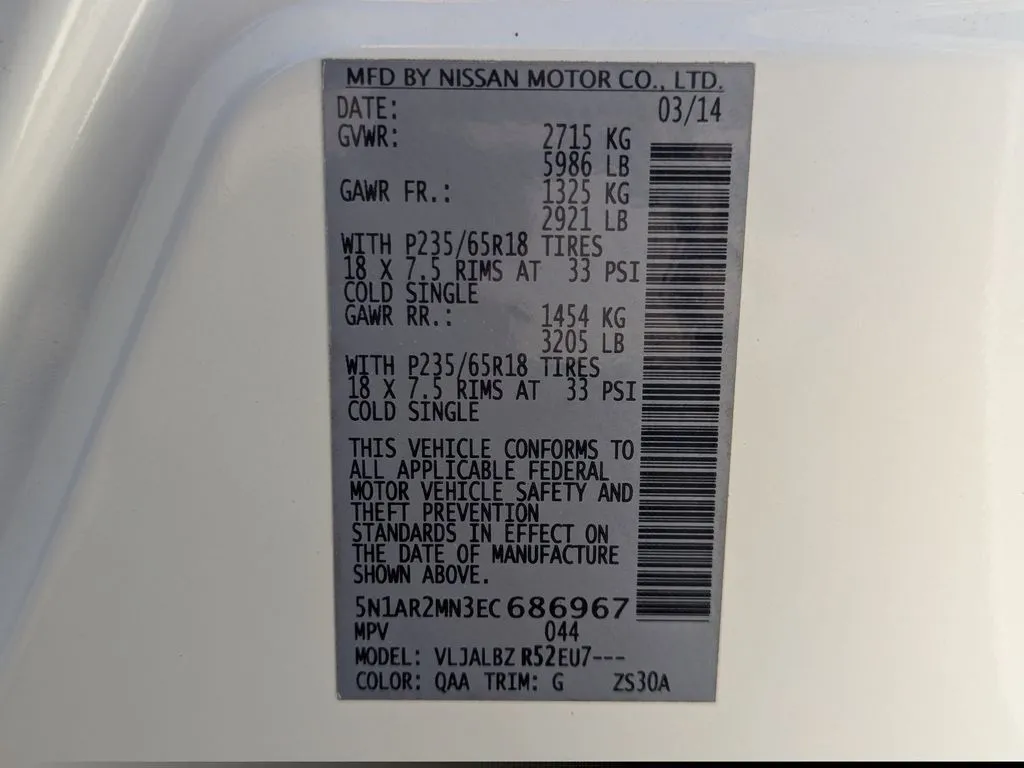 MFD BY NISSAN MOTOR CO., LTD.
DATE: 03/14
GVWR: 2715 KG
5986 LB
GAWR FR.: 1325 KG
2921 LB
WITH P235/65R18 TIRES
18 X 7.5 RIMS AT 33 PSI
COLD SINGLE
GAWR RR.: 1454 KG
3205 LB
WITH P235/65R18 TIRES
18 X 7.5 RIMS AT 33 PSI
COLD SINGLE
THIS VEHICLE CONFORMS TO
ALL APPLICABLE FEDERAL
MOTOR VEHICLE SAFETY AND
THEFT PREVENTION
STANDARDS IN EFFECT ON
THE DATE OF MANUFACTURE
SHOWN ABOVE.
5N1AR2MN3EC686967
MPV 044
MODEL: VLJALBZ R52EU7---
COLOR: QAA TRIM: G ZS30A